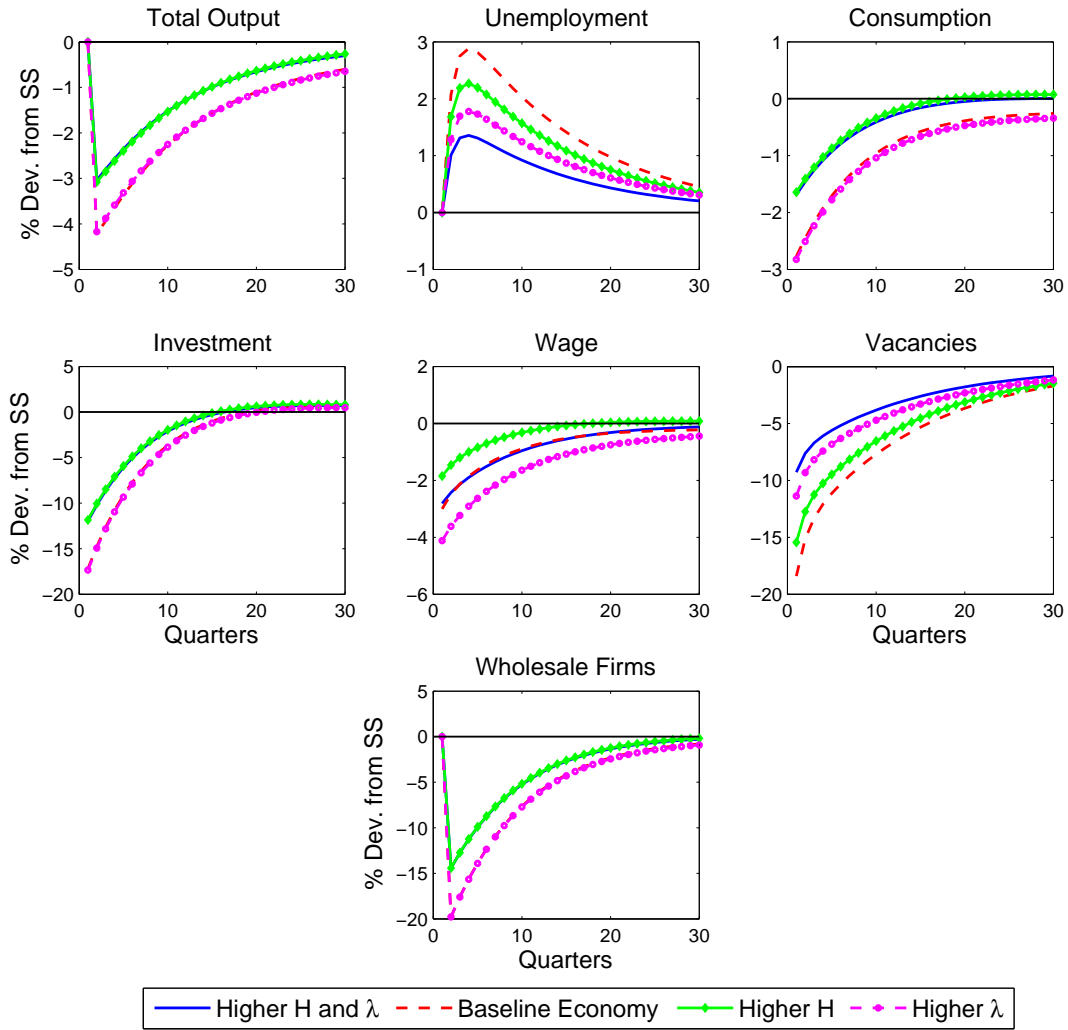 Total Output
Unemployment
Consumption
% Dev. from SS
0
−1
−2
−3
−4
−5
0 10 20 30
3
2
1
0
−1
0 10 20 30
1
0
−1
−2
−3
0 10 20 30
Investment
Wage
Vacancies
% Dev. from SS
5
0
−5
−10
−15
−20
0 10 20 30
Quarters
2
0
−2
−4
−6
0 10 20 30
0
−5
−10
−15
−20
0 10 20 30
Quarters
Wholesale Firms
% Dev. from SS
5
0
−5
−10
−15
−20
0 10 20 30
Quarters
Higher H and λ Baseline Economy Higher H Higher λ